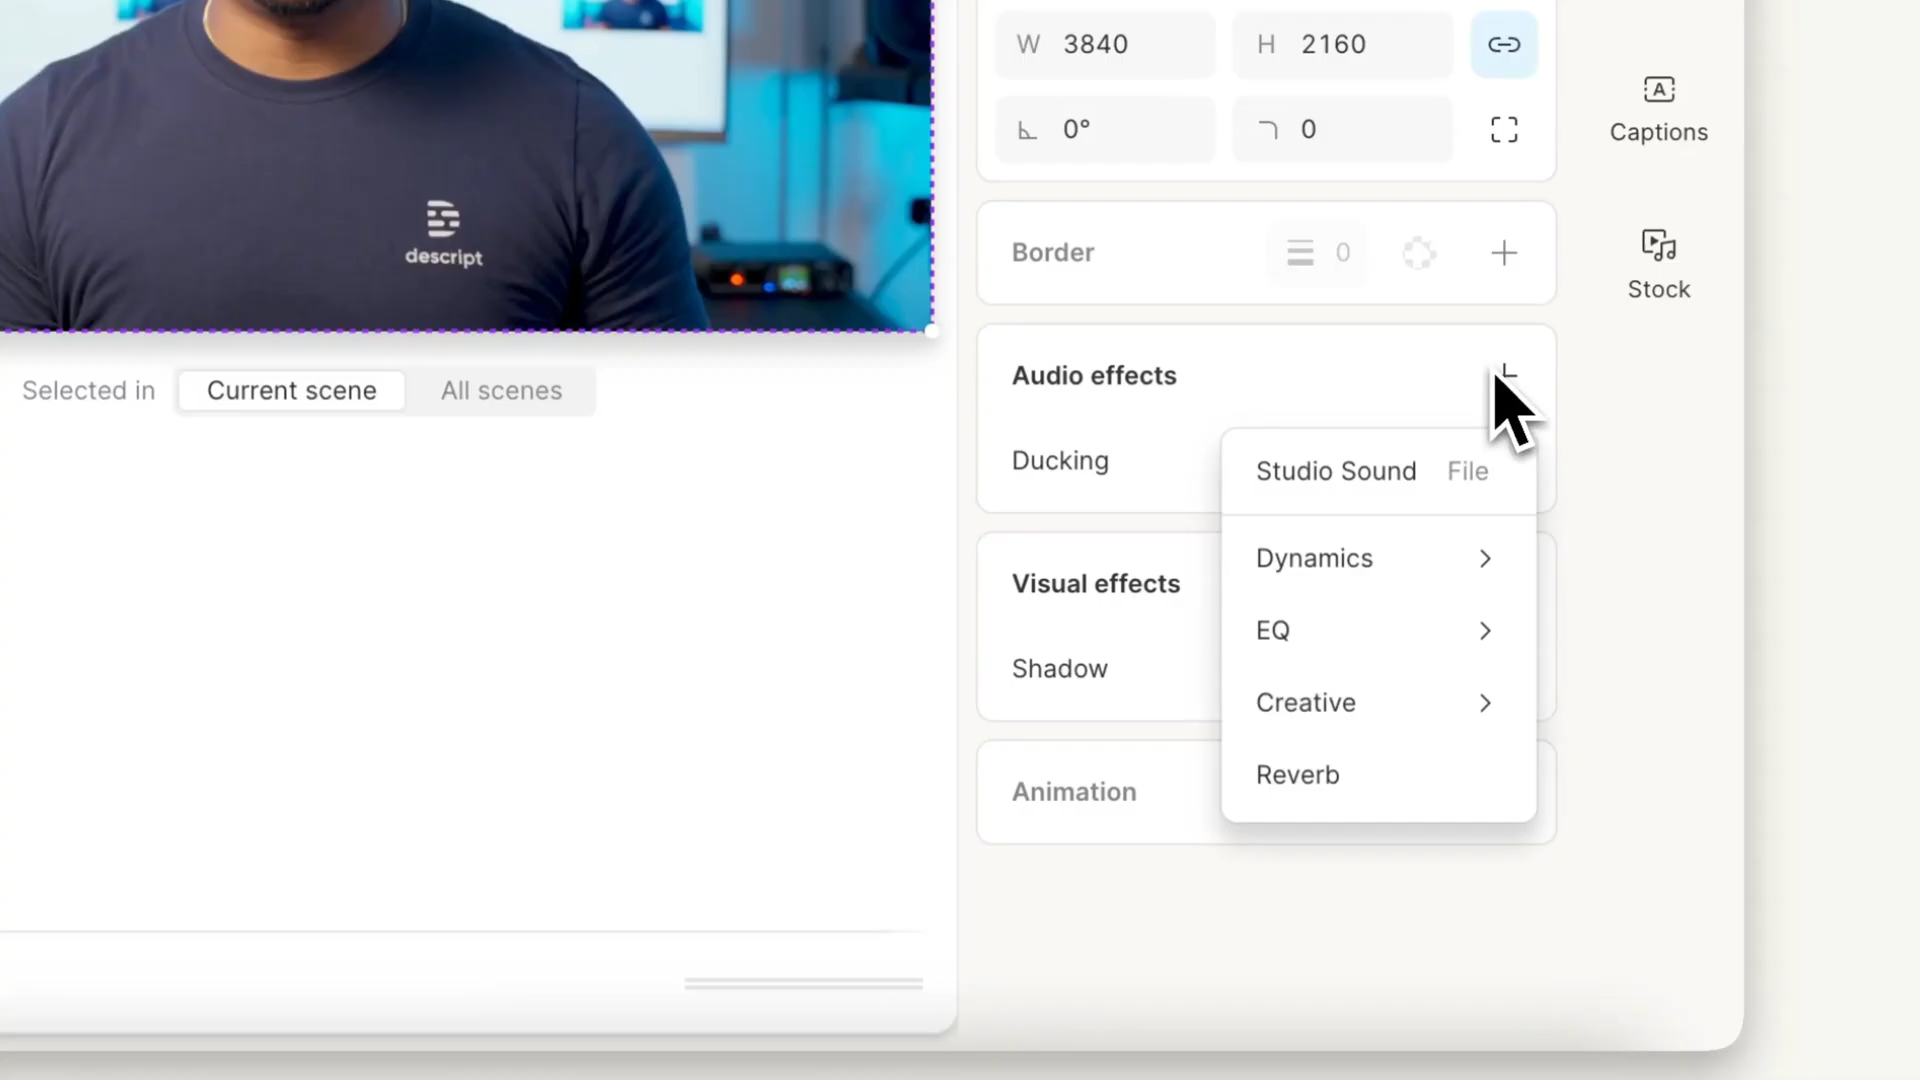 W 3840
H 2160
0°
0
Captions
Border
0
Stock
descript
Audio effects
Selected in
Current scene
All scenes
Ducking
Studio Sound File
Dynamics
Visual effects
EQ
Shadow
Creative
Reverb
Animation